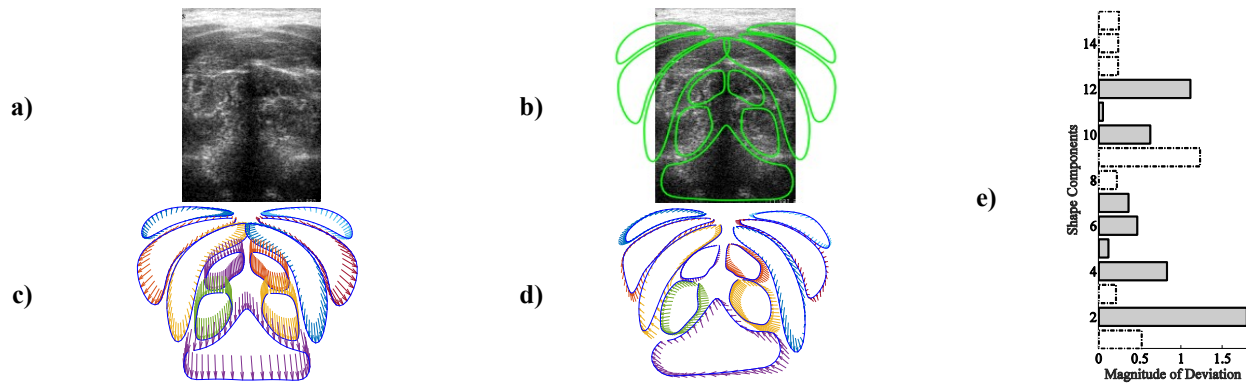 a)
b)
c)
d)
e)
14
12
10
8
6
4
2
Shape Components
0 0.5 1 1.5
Magnitude of Deviation